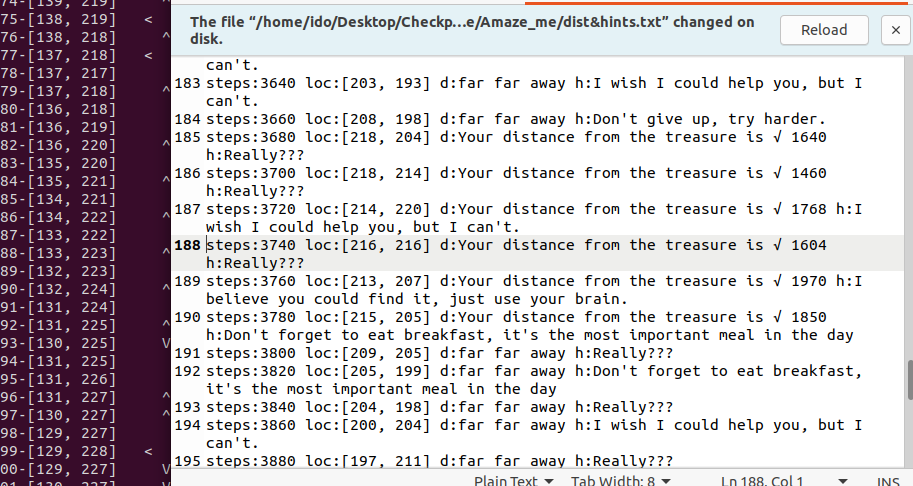 74-[139, 219] ^
75-[138, 219] <
76-[138, 218] ^
77-[137, 218] <
78-[137, 217]
79-[137, 218] ^
80-[136, 218]
81-[136, 219]
82-[136, 220] ^
83-[135, 220]
84-[135, 221] ^
85-[134, 221]
86-[134, 222] ^
87-[133, 222]
88-[133, 223] ^
89-[132, 223]
90-[132, 224] ^
91-[131, 224]
92-[131, 225] ^
93-[130, 225] V
94-[131, 225]
95-[131, 226]
96-[131, 227] ^
97-[130, 227] ^
98-[129, 227]
99-[129, 228] <
00-[129, 227] V
01-[130, 227] V
The file “/home/ido/Desktop/Checkp…e/Amaze_me/dist&hints.txt” changed on
disk.
Reload
×
can't.
183 steps:3640 loc:[203, 193] d:far far away h:I wish I could help you, but I
can't.
184 steps:3660 loc:[208, 198] d:far far away h:Don't give up, try harder.
185 steps:3680 loc:[218, 204] d:Your distance from the treasure is √ 1640
h:Really???
186 steps:3700 loc:[218, 214] d:Your distance from the treasure is √ 1460
h:Really???
187 steps:3720 loc:[214, 220] d:Your distance from the treasure is √ 1768 h:I
wish I could help you, but I can't.
188 steps:3740 loc:[216, 216] d:Your distance from the treasure is √ 1604
h:Really???
189 steps:3760 loc:[213, 207] d:Your distance from the treasure is √ 1970 h:I
believe you could find it, just use your brain.
190 steps:3780 loc:[215, 205] d:Your distance from the treasure is √ 1850
h:Don't forget to eat breakfast, it's the most important meal in the day
191 steps:3800 loc:[209, 205] d:far far away h:Really???
192 steps:3820 loc:[205, 199] d:far far away h:Don't forget to eat breakfast,
it's the most important meal in the day
193 steps:3840 loc:[204, 198] d:far far away h:Really???
194 steps:3860 loc:[200, 204] d:far far away h:I wish I could help you, but I
can't.
195 steps:3880 loc:[197, 211] d:far far away h:Really???
Plain Text Tab Width: 8 Ln 188, Col 1 INS